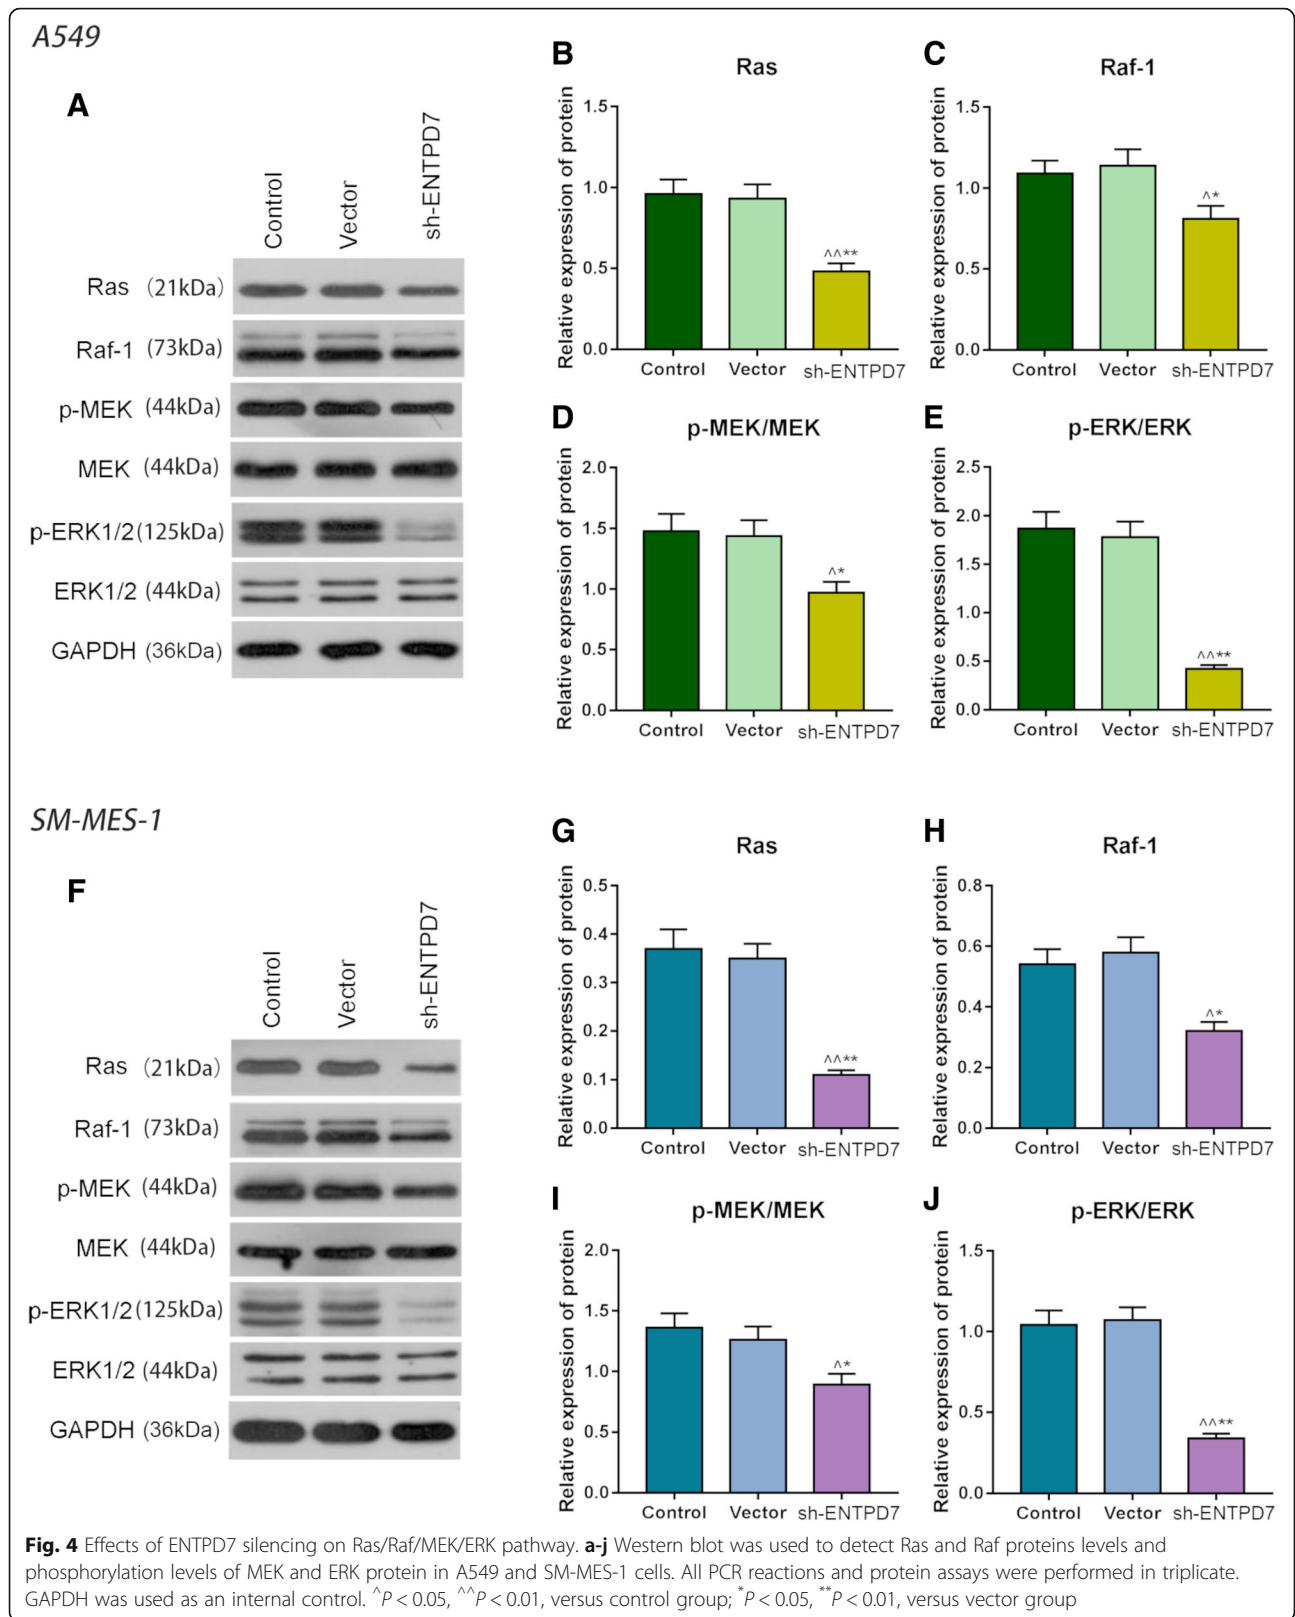 A549
A
Control
Vector
sh-ENTPD7
Ras (21kDa)
Raf-1 (73kDa)
p-MEK (44kDa)
MEK (44kDa)
p-ERK1/2(125kDa)
ERK1/2 (44kDa)
GAPDH (36kDa)
B
Ras
Relative expression of protein
1.5
1.0
0.5
0.0
^^**
Control Vector sh-ENTPD7
C
Raf-1
Relative expression of protein
1.5
1.0
0.5
0.0
^*
Control Vector sh-ENTPD7
D
p-MEK/MEK
Relative expression of protein
2.0
1.5
1.0
0.5
0.0
^*
Control Vector sh-ENTPD7
E
p-ERK/ERK
Relative expression of protein
2.5
2.0
1.5
1.0
0.5
0.0
^^**
Control Vector sh-ENTPD7
SM-MES-1
F
Control
Vector
sh-ENTPD7
Ras (21kDa)
Raf-1 (73kDa)
p-MEK (44kDa)
MEK (44kDa)
p-ERK1/2(125kDa)
ERK1/2 (44kDa)
GAPDH (36kDa)
G
Ras
Relative expression of protein
0.5
0.4
0.3
0.2
0.1
0.0
^^**
Control Vector sh-ENTPD7
H
Raf-1
Relative expression of protein
0.8
0.6
0.4
0.2
0.0
^*
Control Vector sh-ENTPD7
I
p-MEK/MEK
Relative expression of protein
2.0
1.5
1.0
0.5
0.0
^*
Control Vector sh-ENTPD7
J
p-ERK/ERK
Relative expression of protein
1.5
1.0
0.5
0.0
^^**
Control Vector sh-ENTPD7
Fig. 4 Effects of ENTPD7 silencing on Ras/Raf/MEK/ERK pathway. a-j Western blot was used to detect Ras and Raf proteins levels and
phosphorylation levels of MEK and ERK protein in A549 and SM-MES-1 cells. All PCR reactions and protein assays were performed in triplicate.
GAPDH was used as an internal control. ^P < 0.05, ^^P < 0.01, versus control group; *P < 0.05, **P < 0.01, versus vector group